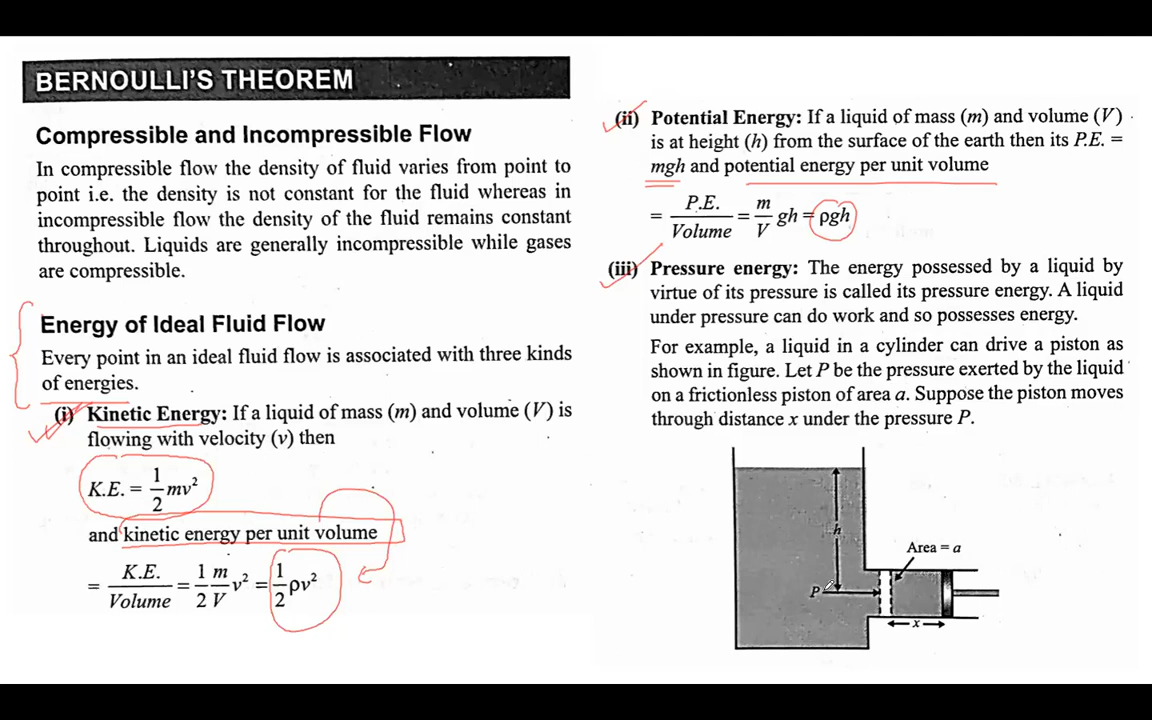 BERNOULLI'S THEOREM
Compressible and Incompressible Flow
In compressible flow the density of fluid varies from point to
point i.e. the density is not constant for the fluid whereas in
incompressible flow the density of the fluid remains constant
throughout. Liquids are generally incompressible while gases
are compressible.
Energy of Ideal Fluid Flow
Every point in an ideal fluid flow is associated with three kinds
of energies.
(i) Kinetic Energy: If a liquid of mass (m) and volume (V) is
flowing with velocity (v) then
K.E. = 1/2 mv²
and kinetic energy per unit volume
= K.E./Volume = 1/2 m/V v² = 1/2 ρv²
(ii) Potential Energy: If a liquid of mass (m) and volume (V)
is at height (h) from the surface of the earth then its P.E. =
mgh and potential energy per unit volume
= P.E./Volume = m/V gh = ρgh
(iii) Pressure energy: The energy possessed by a liquid by
virtue of its pressure is called its pressure energy. A liquid
under pressure can do work and so possesses energy.
For example, a liquid in a cylinder can drive a piston as
shown in figure. Let P be the pressure exerted by the liquid
on a frictionless piston of area a. Suppose the piston moves
through distance x under the pressure P.
h
Area = a
P
x